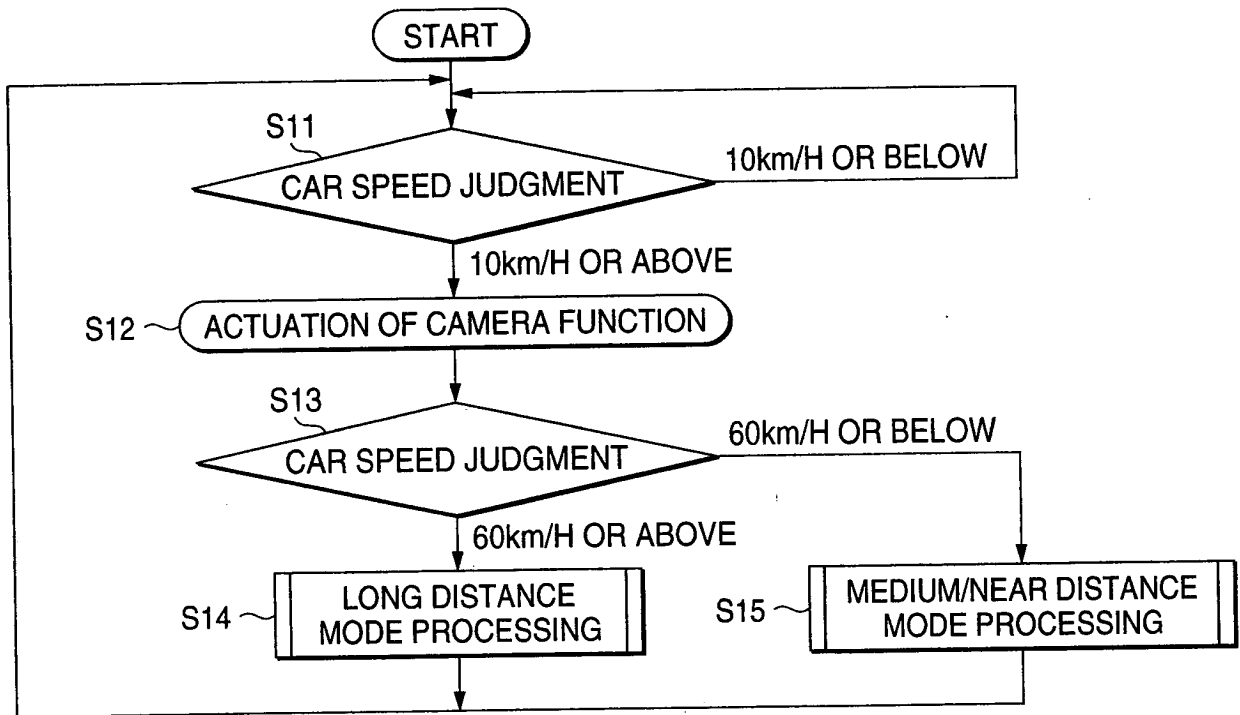 START
S11
CAR SPEED JUDGMENT
10km/H OR BELOW
10km/H OR ABOVE
S12
ACTUATION OF CAMERA FUNCTION
S13
CAR SPEED JUDGMENT
60km/H OR BELOW
60km/H OR ABOVE
S14
LONG DISTANCE
MODE PROCESSING
S15
MEDIUM/NEAR DISTANCE
MODE PROCESSING